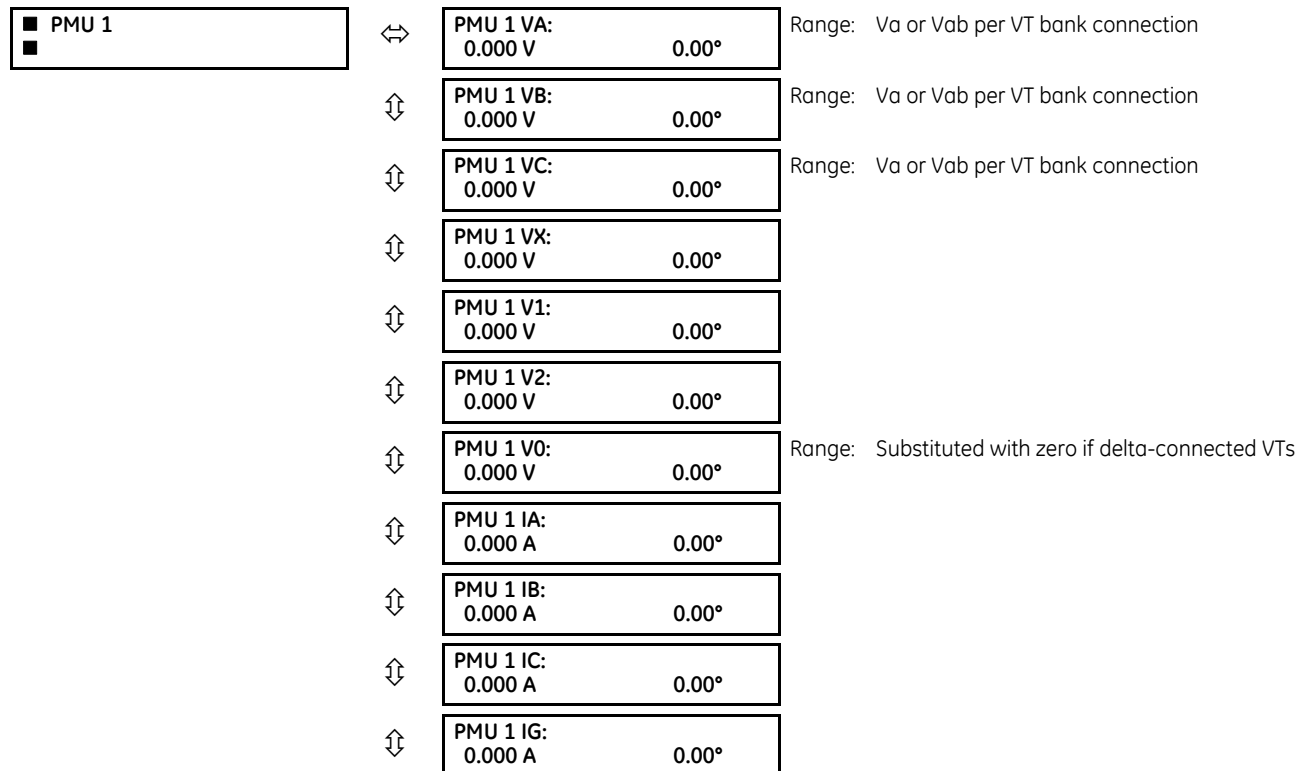 ■ PMU 1
■
PMU 1 VA:
0.000 V 0.00°
Range: Va or Vab per VT bank connection
PMU 1 VB:
0.000 V 0.00°
Range: Va or Vab per VT bank connection
PMU 1 VC:
0.000 V 0.00°
Range: Va or Vab per VT bank connection
PMU 1 VX:
0.000 V 0.00°
PMU 1 V1:
0.000 V 0.00°
PMU 1 V2:
0.000 V 0.00°
PMU 1 V0:
0.000 V 0.00°
Range: Substituted with zero if delta-connected VTs
PMU 1 IA:
0.000 A 0.00°
PMU 1 IB:
0.000 A 0.00°
PMU 1 IC:
0.000 A 0.00°
PMU 1 IG:
0.000 A 0.00°